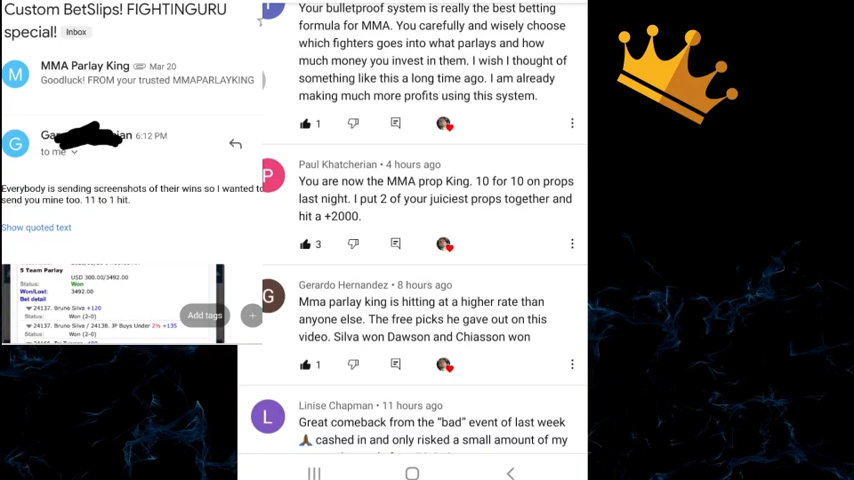 Custom BetSlips! FIGHTINGURU
special! Inbox
M
MMA Parlay King Mar 20
Goodluck! FROM your trusted MMAPARLAYKING
G
6:12 PM
to me
Everybody is sending screenshots of their wins so I wanted to
send you mine too. 11 to 1 hit.
Show quoted text
5 Team Parlay
USD 300.00/3492.00
Status: Won
Won/Lost: 3492.00
Bet detail
24137. Bruno Silva +120
Status: Won (2-0)
24137. Bruno Silva / 24138. JP Buys Under 2½ +135
Status: Won (2-0)
Add tags +
Your bulletproof system is really the best betting
formula for MMA. You carefully and wisely choose
which fighters goes into what parlays and how
much money you invest in them. I wish I thought of
something like this a long time ago. I am already
making much more profits using this system.
1
P
Paul Khatcherian • 4 hours ago
You are now the MMA prop King. 10 for 10 on props
last night. I put 2 of your juiciest props together and
hit a +2000.
3
G
Gerardo Hernandez • 8 hours ago
Mma parlay king is hitting at a higher rate than
anyone else. The free picks he gave out on this
video. Silva won Dawson and Chiasson won
1
L
Linise Chapman • 11 hours ago
Great comeback from the “bad” event of last week
🙏🏾 cashed in and only risked a small amount of my